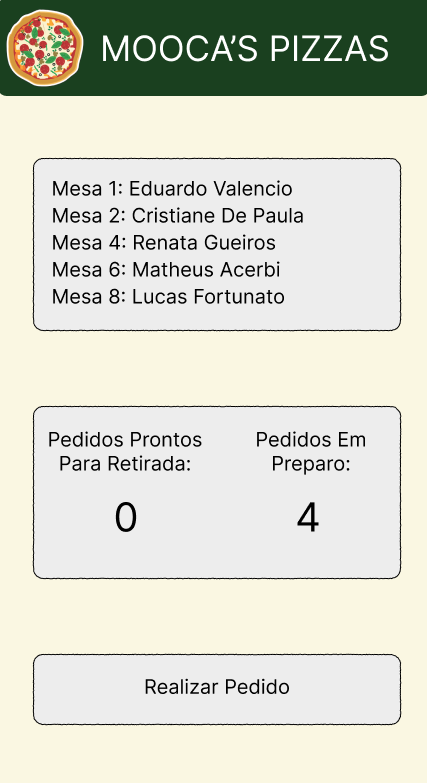 MOOCA’S PIZZAS
Mesa 1: Eduardo Valencio
Mesa 2: Cristiane De Paula
Mesa 4: Renata Gueiros
Mesa 6: Matheus Acerbi
Mesa 8: Lucas Fortunato
Pedidos Prontos
Para Retirada:
0
Pedidos Em
Preparo:
4
Realizar Pedido